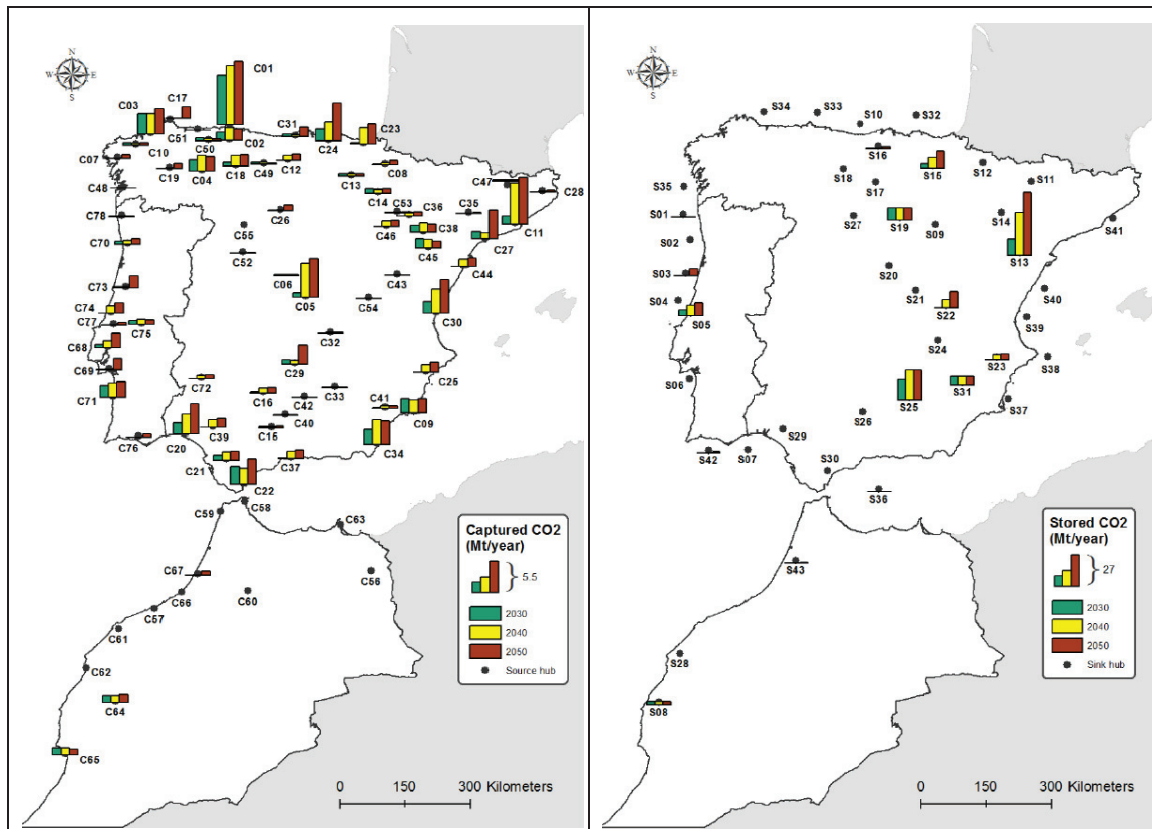 N
W E
S
C01
C03
C17
C31
C23
C51
C50
C02
C24
C10
C07
C19
C04
C18
C49
C12
C08
C13
C47
C28
C48
C14
C53
C36
C35
C11
C26
C78
C55
C46
C38
C27
C70
C52
C45
C44
C06
C43
C73
C05
C54
C30
C74
C77
C75
C32
C68
C29
C69
C25
C72
C71
C16
C33
C42
C41
C09
C40
C39
C15
C76
C20
C34
C21
C37
C22
C58
C59
C63
C67
C56
C66
C60
C57
C61
C62
C64
C65
Captured CO2
(Mt/year)
5.5
2030
2040
2050
Source hub
0 150 300 Kilometers
N
W E
S
S34
S33
S10
S32
S16
S15
S12
S18
S17
S11
S35
S01
S27
S19
S09
S14
S41
S02
S13
S03
S20
S04
S21
S40
S05
S22
S39
S24
S23
S38
S06
S25
S31
S37
S26
S29
S42
S07
S30
S36
S43
S28
S08
Stored CO2
(Mt/year)
27
2030
2040
2050
Sink hub
0 150 300 Kilometers